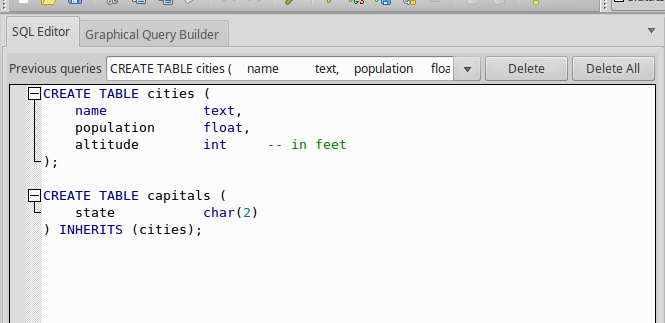 SQL Editor Graphical Query Builder
Previous queries CREATE TABLE cities ( name text, population floa Delete Delete All
CREATE TABLE cities (
name text,
population float,
altitude int -- in feet
);
CREATE TABLE capitals (
state char(2)
) INHERITS (cities);